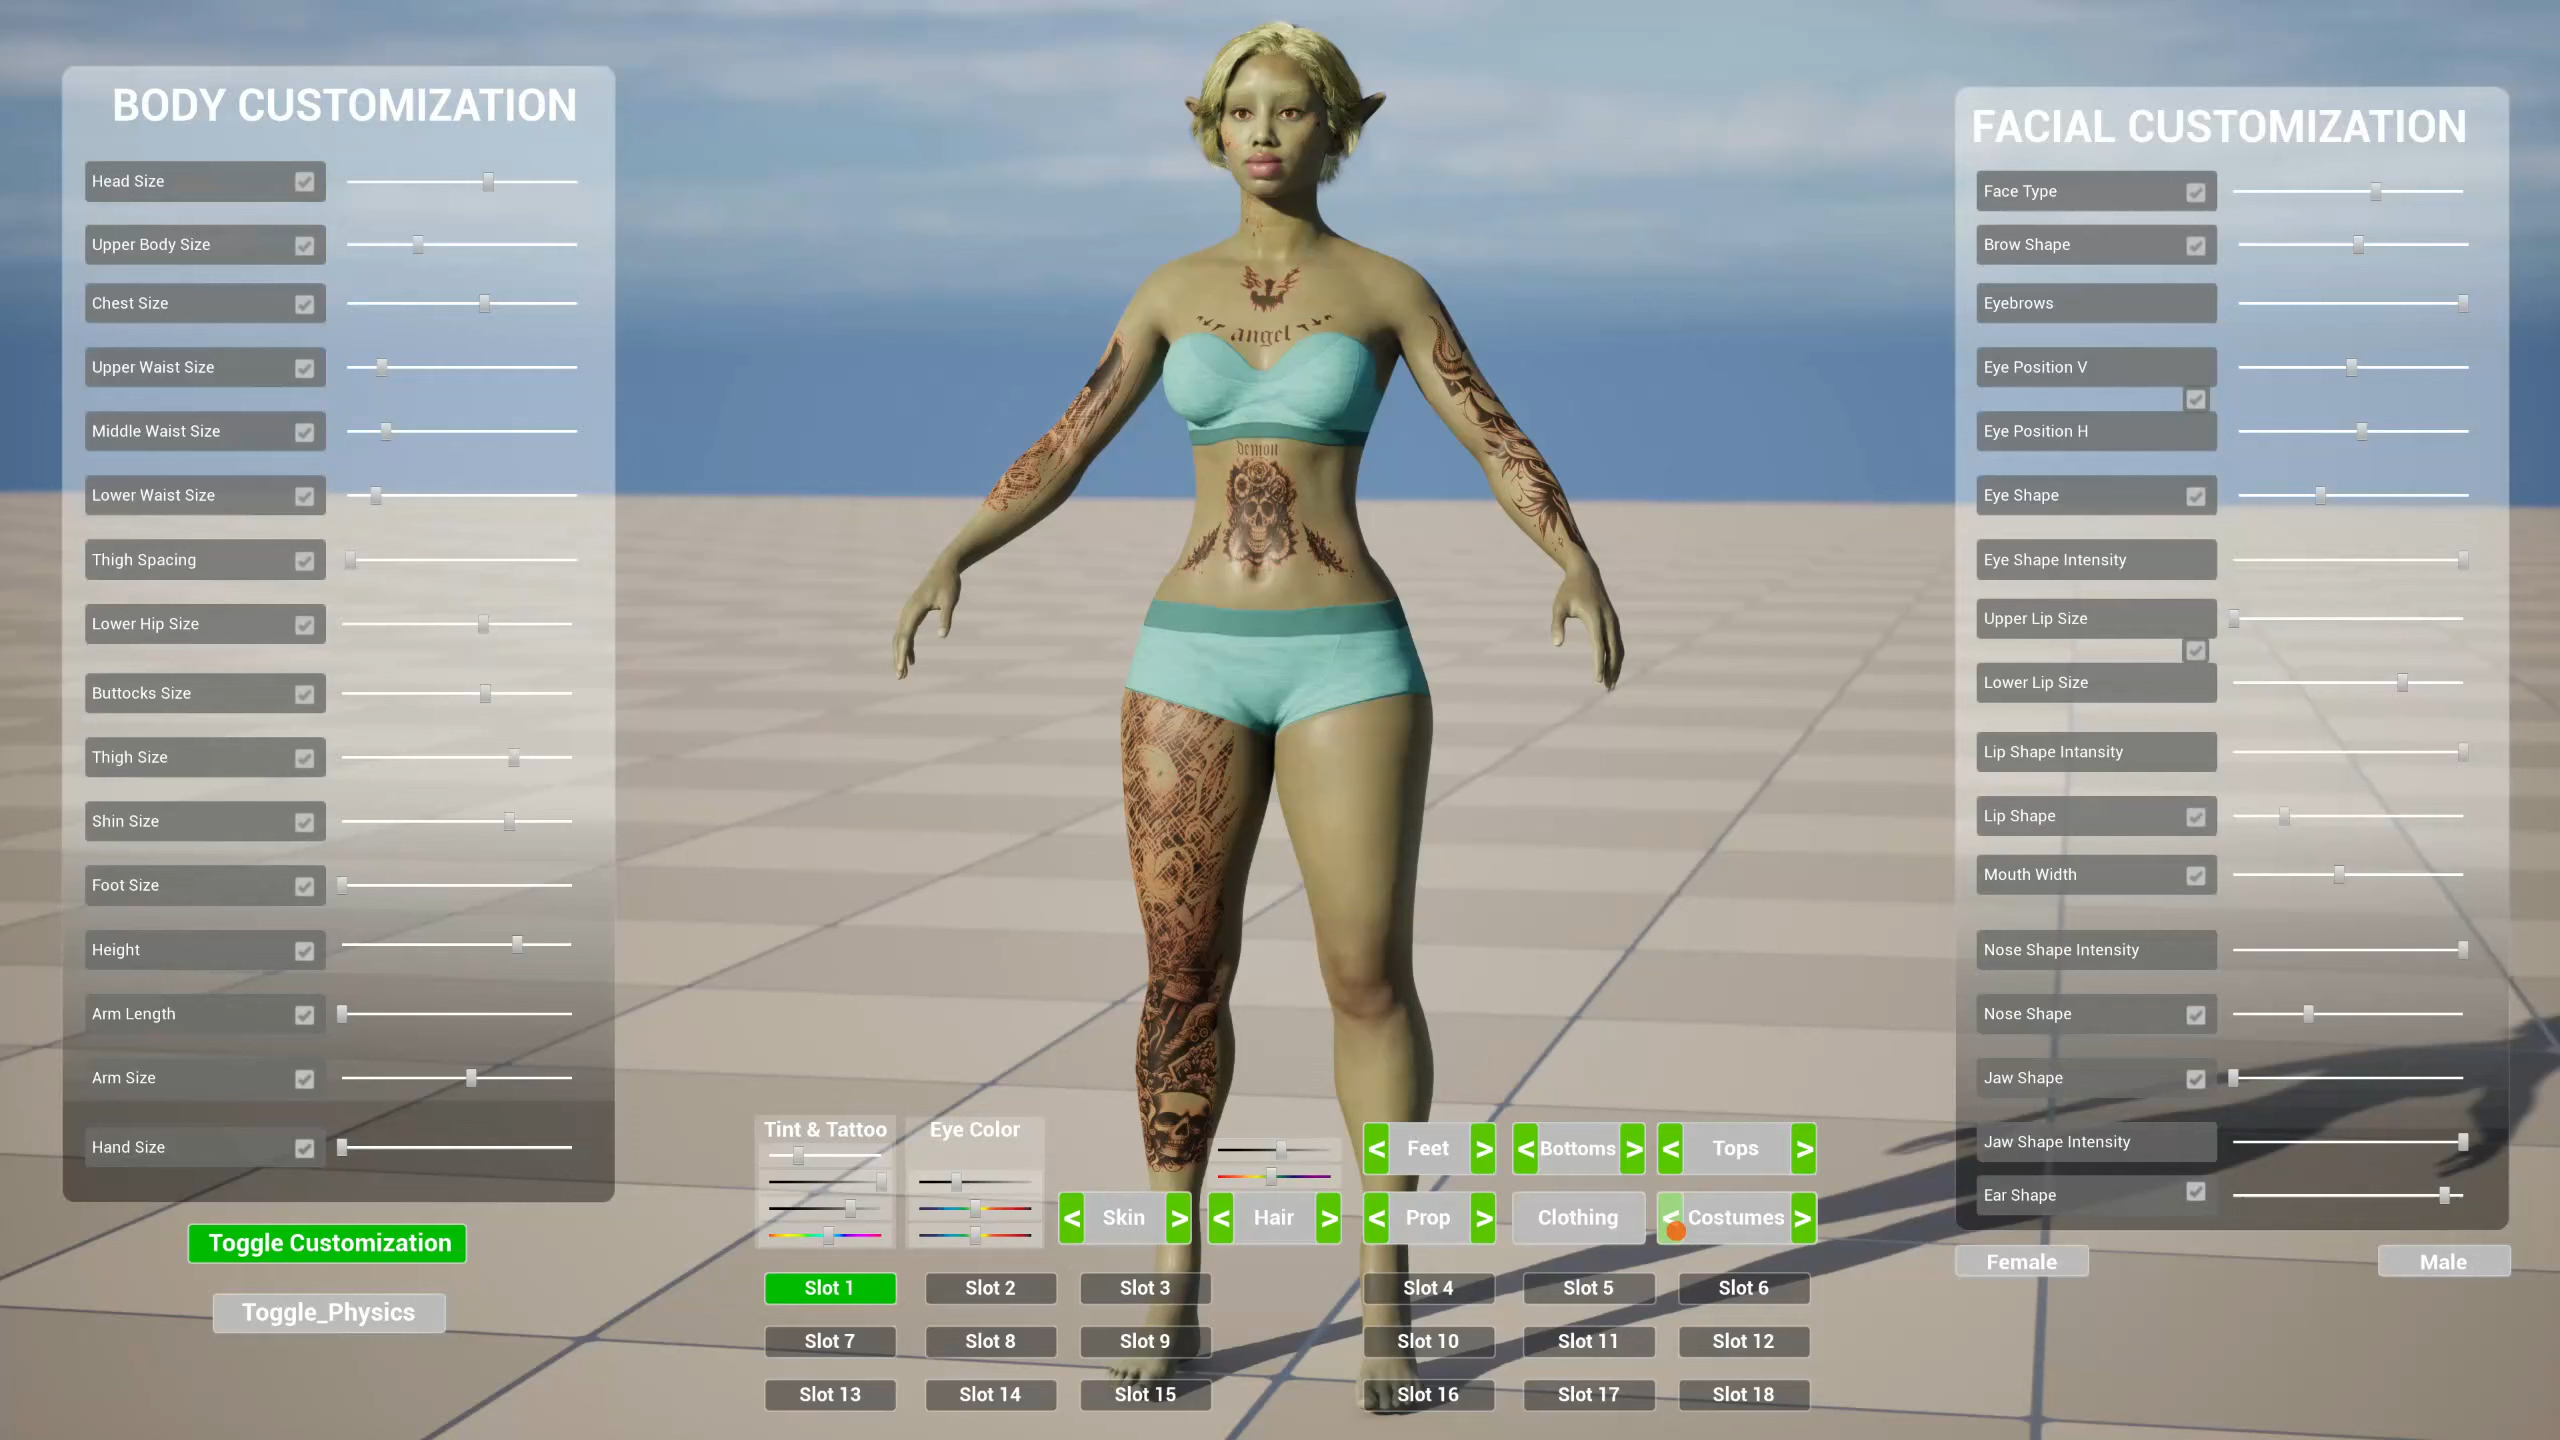 BODY CUSTOMIZATION
Head Size
Upper Body Size
Chest Size
Upper Waist Size
Middle Waist Size
Lower Waist Size
Thigh Spacing
Lower Hip Size
Buttocks Size
Thigh Size
Shin Size
Foot Size
Height
Arm Length
Arm Size
Hand Size
Toggle Customization
Toggle_Physics
angel
demon
Tint & Tattoo
Eye Color
< Feet >
< Bottoms >
< Tops >
< Skin >
< Hair >
< Prop >
Clothing
< Costumes >
Slot 1
Slot 2
Slot 3
Slot 4
Slot 5
Slot 6
Slot 7
Slot 8
Slot 9
Slot 10
Slot 11
Slot 12
Slot 13
Slot 14
Slot 15
Slot 16
Slot 17
Slot 18
FACIAL CUSTOMIZATION
Face Type
Brow Shape
Eyebrows
Eye Position V
Eye Position H
Eye Shape
Eye Shape Intensity
Upper Lip Size
Lower Lip Size
Lip Shape Intansity
Lip Shape
Mouth Width
Nose Shape Intensity
Nose Shape
Jaw Shape
Jaw Shape Intensity
Ear Shape
Female
Male